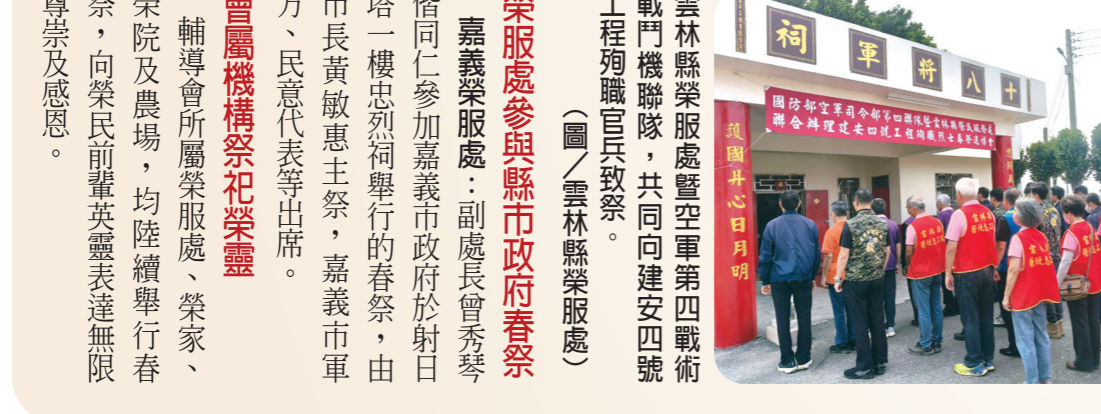 十八將軍祠
國防部空軍司令部第四聯隊暨雲林縣榮民服務處
聯合辦理建安四號工程殉職烈士春祭追悼會
護國丹心日月明
雲林縣榮服處暨空軍第四戰術
戰鬥機聯隊，共同向建安四號
工程殉職官兵致祭。
（圖／雲林縣榮服處）
榮服處參與縣市政府春祭
嘉義榮服處：副處長曾秀琴
偕同仁參加嘉義市政府於射日
塔一樓忠烈祠舉行的春祭，由
市長黃敏惠主祭，嘉義市軍
方、民意代表等出席。
會屬機構祭祀榮靈
輔導會所屬榮服處、榮家、
榮院及農場，均陸續舉行春
祭，向榮民前輩英靈表達無限
尊崇及感恩。